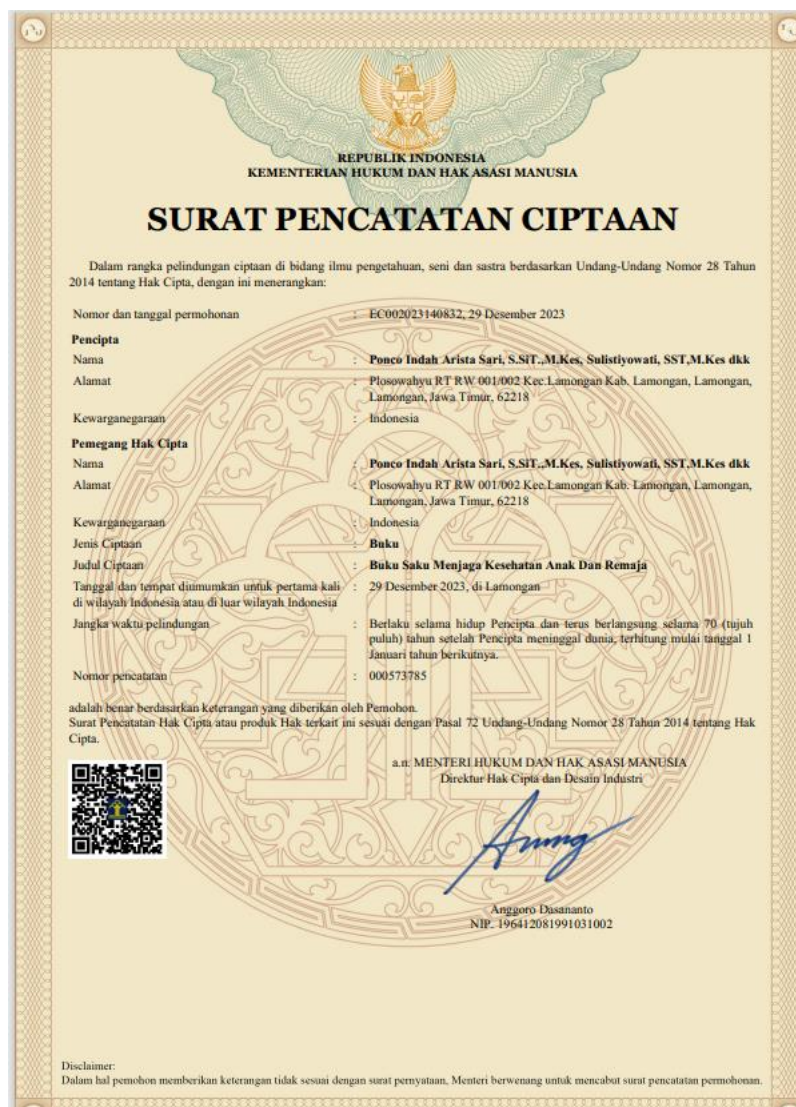 REPUBLIK INDONESIA
KEMENTERIAN HUKUM DAN HAK ASASI MANUSIA
SURAT PENCATATAN CIPTAAN
Dalam rangka pelindungan ciptaan di bidang ilmu pengetahuan, seni dan sastra berdasarkan Undang-Undang Nomor 28 Tahun
2014 tentang Hak Cipta, dengan ini menerangkan:
Nomor dan tanggal permohonan : EC002023140832, 29 Desember 2023
Pencipta
Nama : Ponco Indah Arista Sari, S.SiT.,M.Kes, Sulistiyowati, SST,M.Kes dkk
Alamat : Plosowahyu RT RW 001/002 Kec.Lamongan Kab. Lamongan, Lamongan,
Lamongan, Jawa Timur, 62218
Kewarganegaraan : Indonesia
Pemegang Hak Cipta
Nama : Ponco Indah Arista Sari, S.SiT.,M.Kes, Sulistiyowati, SST,M.Kes dkk
Alamat : Plosowahyu RT RW 001/002 Kec.Lamongan Kab. Lamongan, Lamongan,
Lamongan, Jawa Timur, 62218
Kewarganegaraan : Indonesia
Jenis Ciptaan : Buku
Judul Ciptaan : Buku Saku Menjaga Kesehatan Anak Dan Remaja
Tanggal dan tempat diumumkan untuk pertama kali : 29 Desember 2023, di Lamongan
di wilayah Indonesia atau di luar wilayah Indonesia
Jangka waktu pelindungan : Berlaku selama hidup Pencipta dan terus berlangsung selama 70 (tujuh
puluh) tahun setelah Pencipta meninggal dunia, terhitung mulai tanggal 1
Januari tahun berikutnya.
Nomor pencatatan : 000573785
adalah benar berdasarkan keterangan yang diberikan oleh Pemohon.
Surat Pencatatan Hak Cipta atau produk Hak terkait ini sesuai dengan Pasal 72 Undang-Undang Nomor 28 Tahun 2014 tentang Hak
Cipta.
a.n. MENTERI HUKUM DAN HAK ASASI MANUSIA
Direktur Hak Cipta dan Desain Industri
Anggoro Dasananto
NIP. 196412081991031002
Disclaimer:
Dalam hal pemohon memberikan keterangan tidak sesuai dengan surat pernyataan, Menteri berwenang untuk mencabut surat pencatatan permohonan.